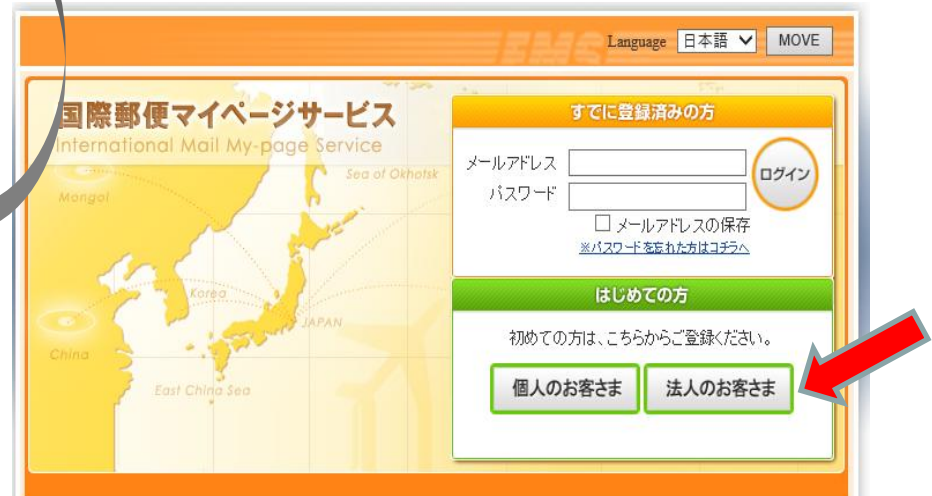 EMS
Language 日本語 MOVE
国際郵便マイページサービス
International Mail My-page Service
Sea of Okhotsk
Mongol
Korea
JAPAN
China
East China Sea
すでに登録済みの方
メールアドレス
パスワード
ログイン
メールアドレスの保存
※パスワードを忘れた方はコチラへ
はじめての方
初めての方は、こちらからご登録ください。
個人のお客さま 法人のお客さま